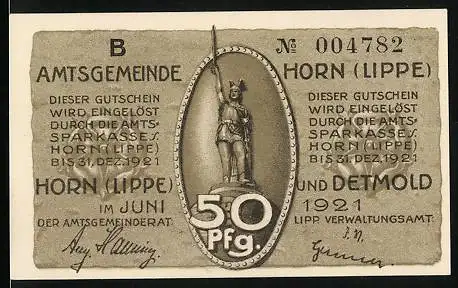 B
№ 004782
AMTSGEMEINDE HORN (LIPPE)
DIESER GUTSCHEIN
WIRD EINGELÖST
DURCH DIE AMTS-
SPARKASSE
HORN (LIPPE)
BIS 31. DEZ. 1921
DIESER GUTSCHEIN
WIRD EINGELÖST
DURCH DIE AMTS-
SPARKASSE
HORN (LIPPE)
BIS 31. DEZ. 1921
HORN (LIPPE) UND DETMOLD
IM JUNI 1921
DER AMTSGEMEINDERAT. LIPP. VERWALTUNGSAMT.
50
Pfg.